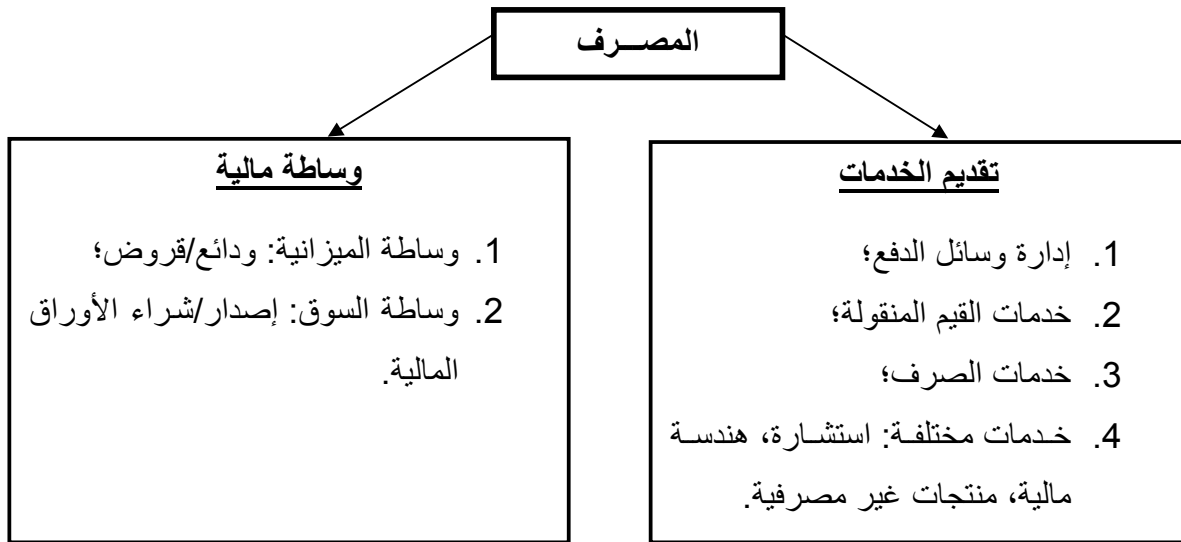 المصـــرف
تقديم الخدمات
1. إدارة وسائل الدفع؛
2. خدمات القيم المنقولة؛
3. خدمات الصرف؛
4. خـدمات مختلفـة: استشـارة، هندسـة
مالية، منتجات غير مصرفية.
وساطة مالية
1. وساطة الميزانية: ودائع/قروض؛
2. وساطة السوق: إصدار/شراء الأوراق
المالية.